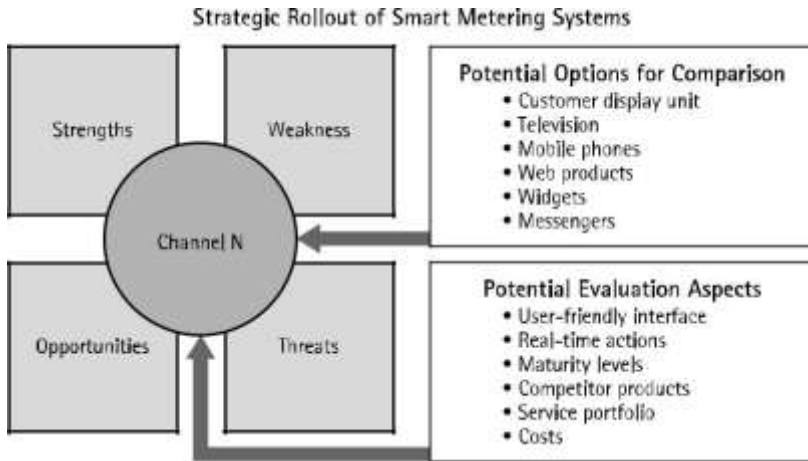 Strategic Rollout of Smart Metering Systems
Strengths
Weakness
Channel N
Opportunities
Threats
Potential Options for Comparison
• Customer display unit
• Television
• Mobile phones
• Web products
• Widgets
• Messengers
Potential Evaluation Aspects
• User-friendly interface
• Real-time actions
• Maturity levels
• Competitor products
• Service portfolio
• Costs